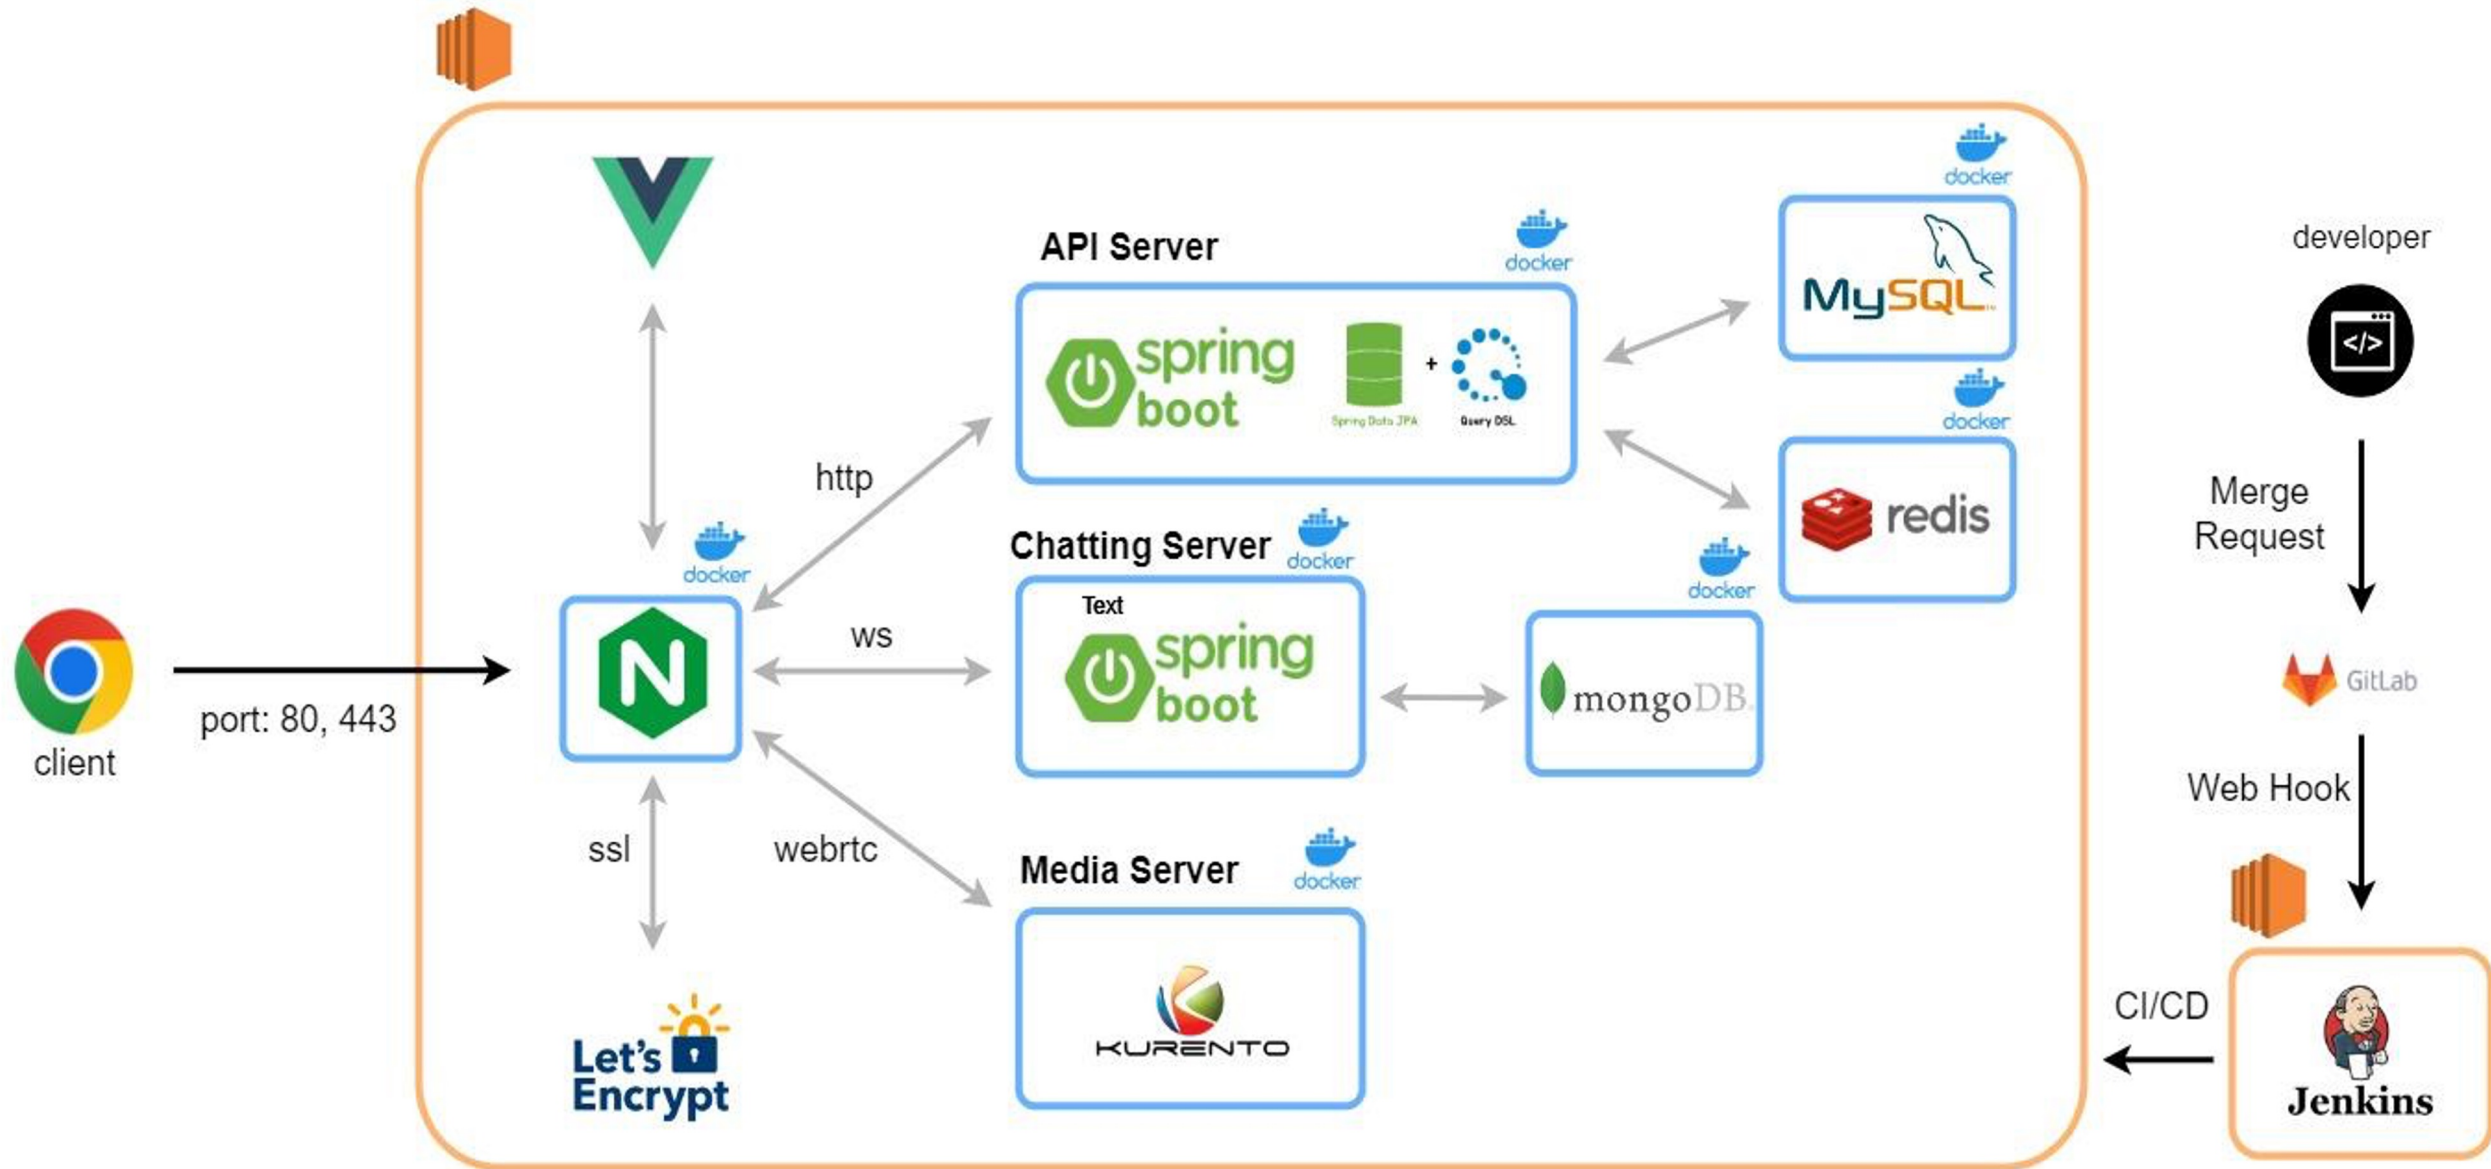 client
port: 80, 443
docker
N
http
ws
webrtc
ssl
Let's
Encrypt
API Server
docker
spring
boot
Spring Data JPA
+
Query DSL
Chatting Server
docker
Text
spring
boot
Media Server
docker
KURENTO
docker
MySQL
docker
redis
docker
mongoDB
developer
</>
Merge
Request
GitLab
Web Hook
CI/CD
Jenkins